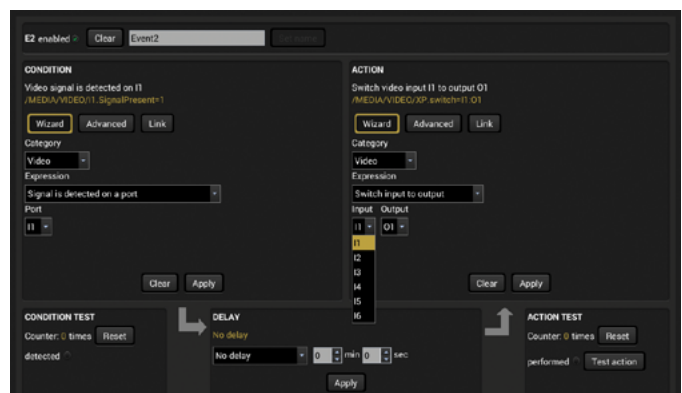 E2 enabled Clear Event2 Set name
CONDITION
Video signal is detected on I1
/MEDIA/VIDEO/I1.SignalPresent=1
Wizard Advanced Link
Category
Video
Expression
Signal is detected on a port
Port
I1
Clear Apply
ACTION
Switch video input I1 to output O1
/MEDIA/VIDEO/XP.switch=I1:O1
Wizard Advanced Link
Category
Video
Expression
Switch input to output
Input Output
I1 O1
I1
I2
I3
I4
I5
I6
Clear Apply
CONDITION TEST
Counter: 0 times Reset
detected
DELAY
No delay
No delay 0 min 0 sec
Apply
ACTION TEST
Counter: 0 times Reset
performed Test action